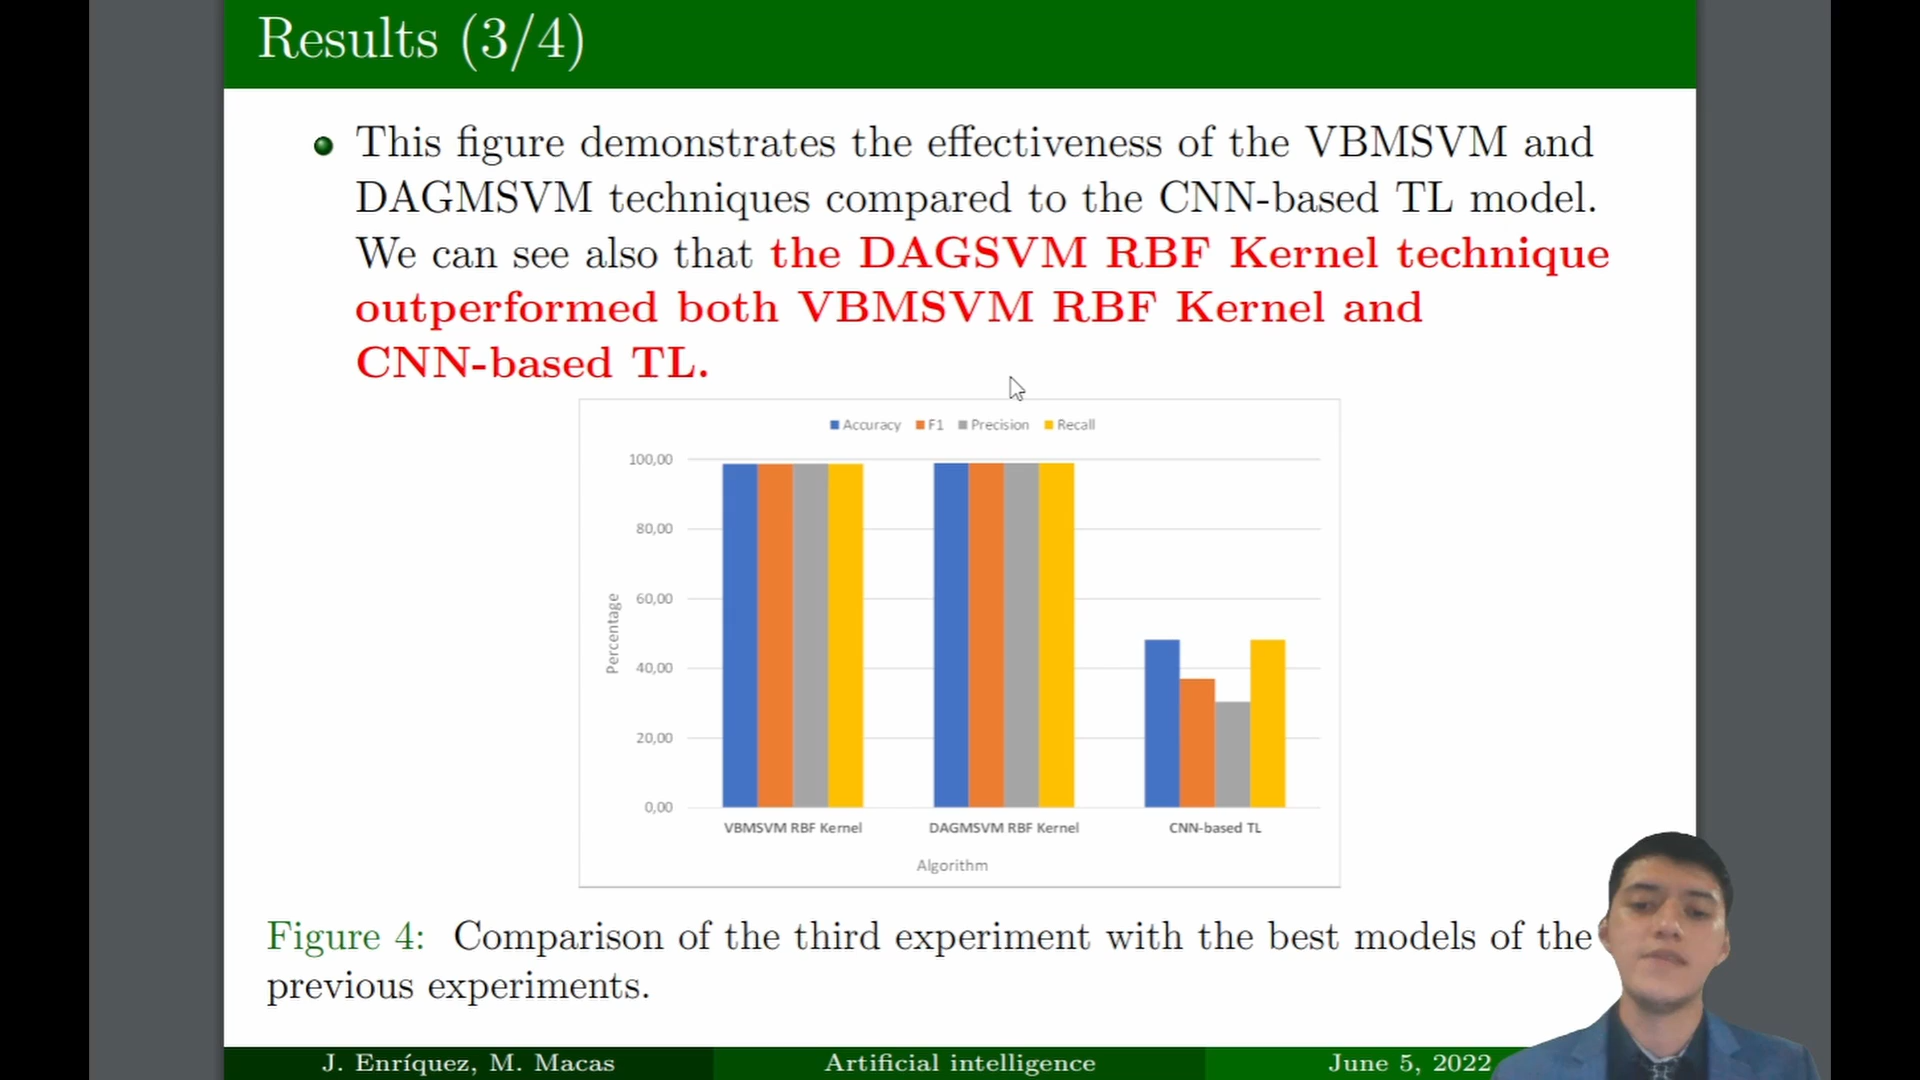 Results (3/4)
This figure demonstrates the effectiveness of the VBMSVM and
DAGMSVM techniques compared to the CNN-based TL model.
We can see also that the DAGSVM RBF Kernel technique
outperformed both VBMSVM RBF Kernel and
CNN-based TL.
Accuracy F1 Precision Recall
100,00
80,00
60,00
40,00
20,00
0,00
Percentage
VBMSVM RBF Kernel DAGMSVM RBF Kernel CNN-based TL
Algorithm
Figure 4: Comparison of the third experiment with the best models of the
previous experiments.
J. Enríquez, M. Macas Artificial intelligence June 5, 2022